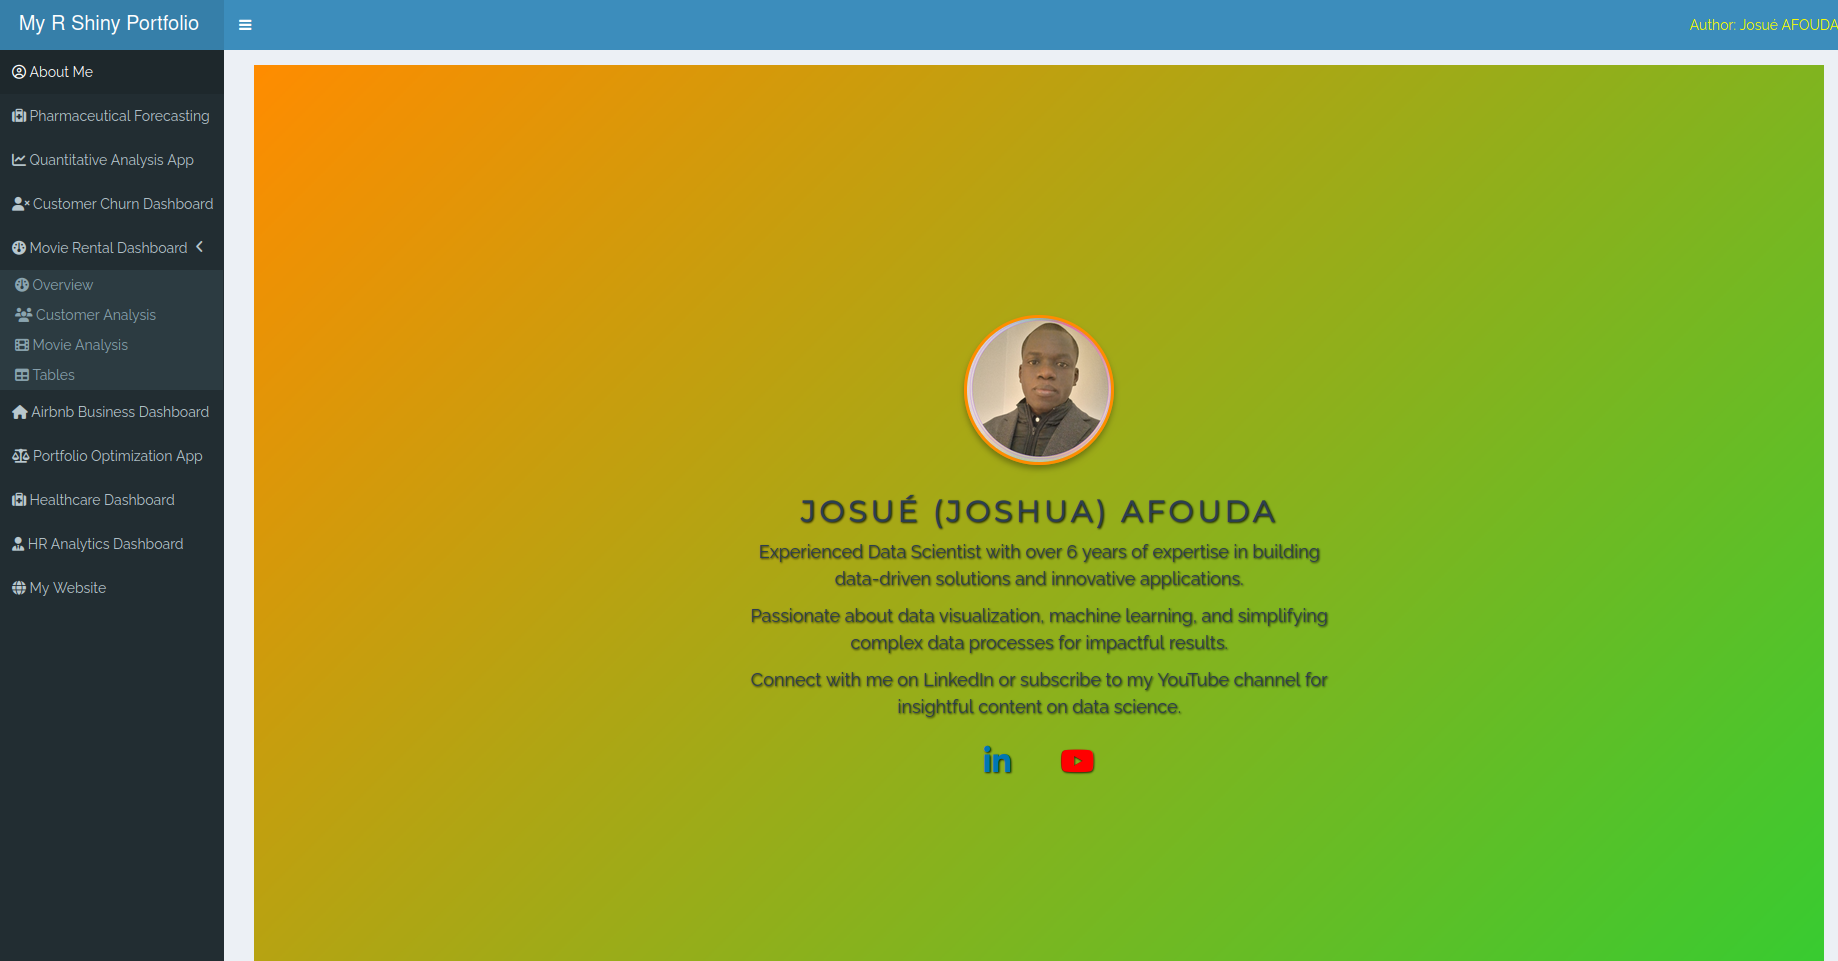 My R Shiny Portfolio
Author: Josué AFOUDA
About Me
Pharmaceutical Forecasting
Quantitative Analysis App
Customer Churn Dashboard
Movie Rental Dashboard
Overview
Customer Analysis
Movie Analysis
Tables
Airbnb Business Dashboard
Portfolio Optimization App
Healthcare Dashboard
HR Analytics Dashboard
My Website
JOSUÉ (JOSHUA) AFOUDA
Experienced Data Scientist with over 6 years of expertise in building
data-driven solutions and innovative applications.
Passionate about data visualization, machine learning, and simplifying
complex data processes for impactful results.
Connect with me on LinkedIn or subscribe to my YouTube channel for
insightful content on data science.
in